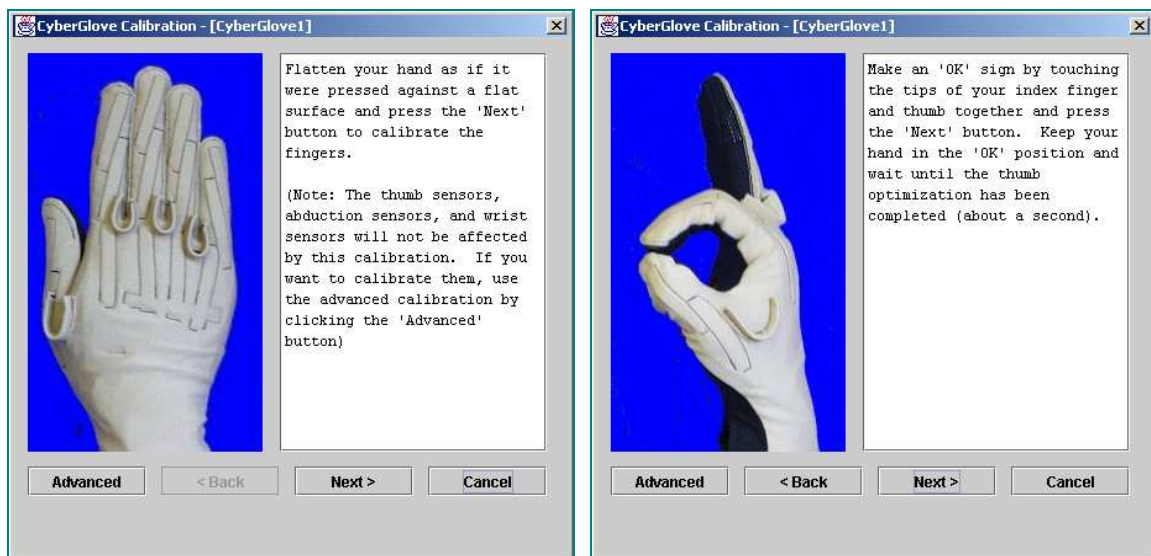 CyberGlove Calibration - [CyberGlove1]
Flatten your hand as if it
were pressed against a flat
surface and press the 'Next'
button to calibrate the
fingers.
(Note: The thumb sensors,
abduction sensors, and wrist
sensors will not be affected
by this calibration.  If you
want to calibrate them, use
the advanced calibration by
clicking the 'Advanced'
button)
Advanced
< Back
Next >
Cancel
CyberGlove Calibration - [CyberGlove1]
Make an 'OK' sign by touching
the tips of your index finger
and thumb together and press
the 'Next' button.  Keep your
hand in the 'OK' position and
wait until the thumb
optimization has been
completed (about a second).
Advanced
< Back
Next >
Cancel